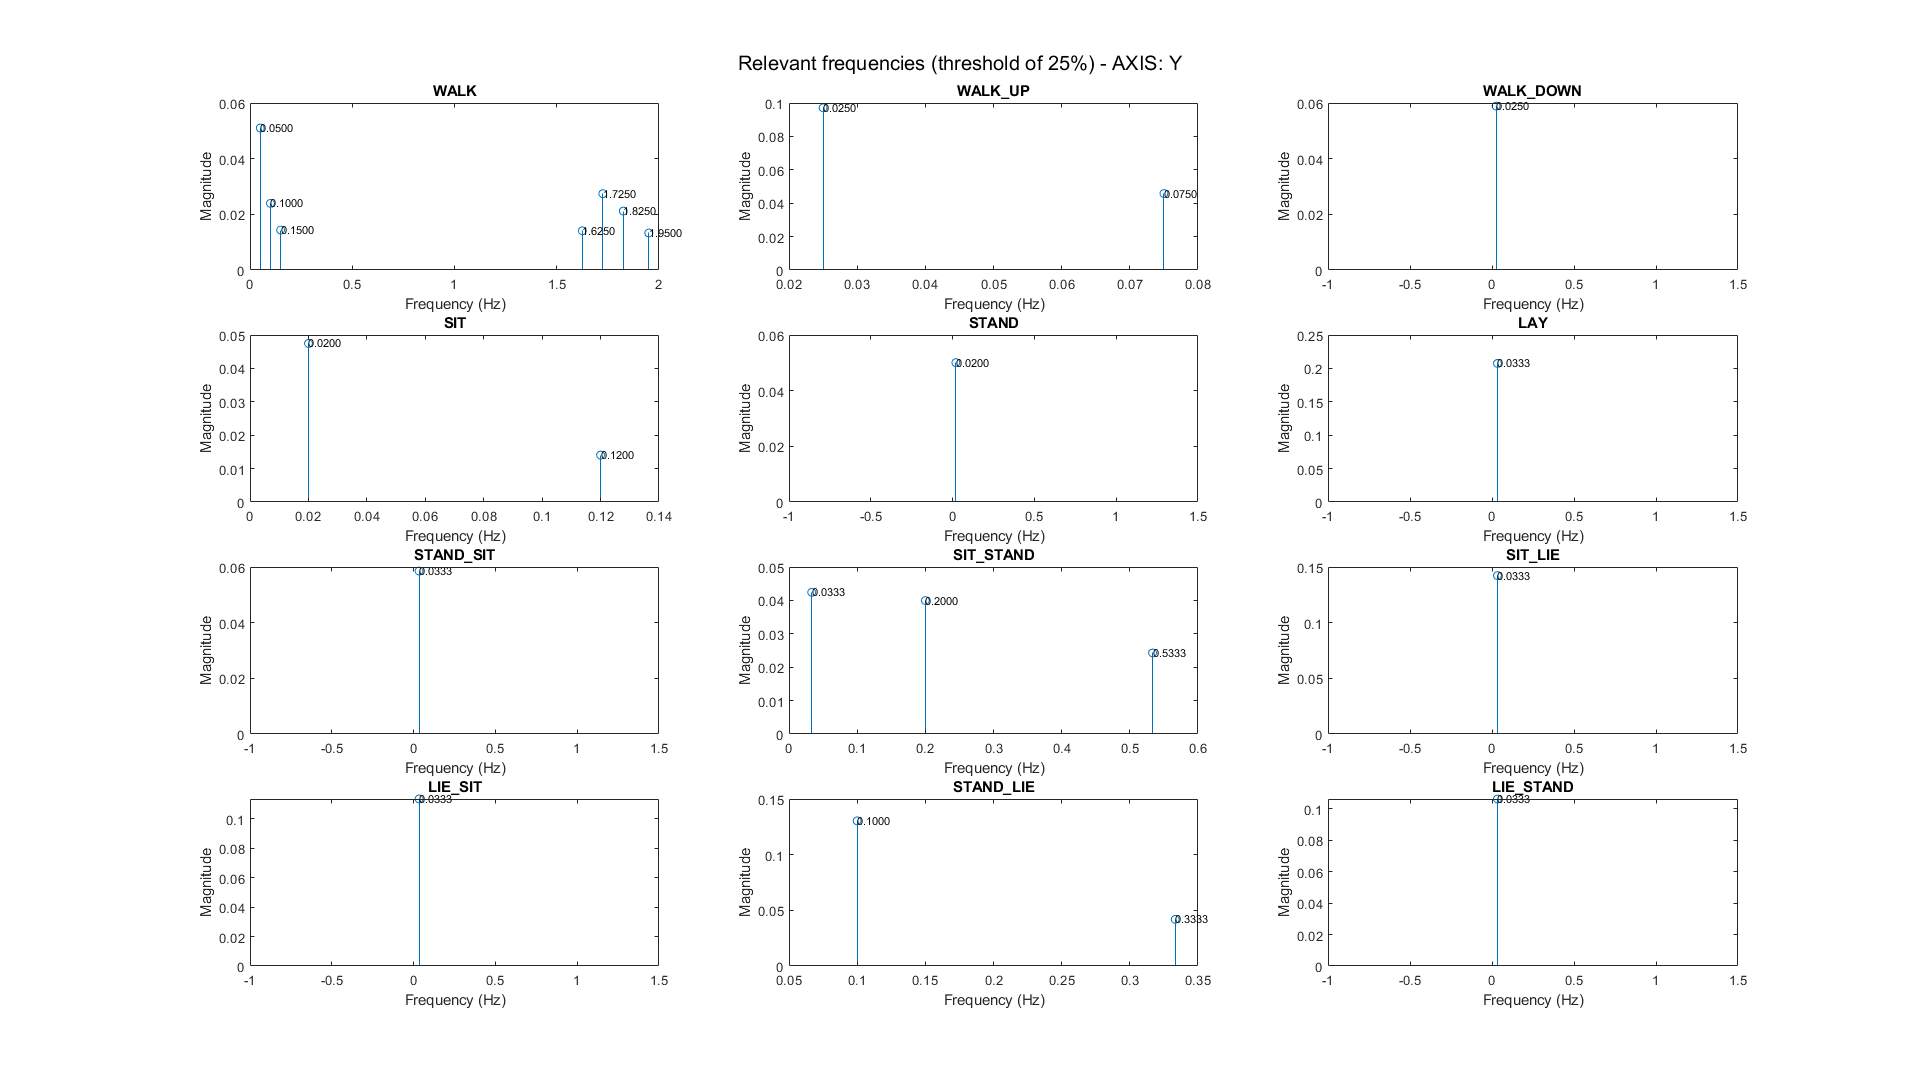 Relevant frequencies (threshold of 25%) - AXIS: Y
WALK
0.06
0.04
0.02
0
Magnitude
0.0500
0.1000
0.1500
1.6250
1.7250
1.8250
1.9500
0 0.5 1 1.5 2
Frequency (Hz)
WALK_UP
0.1
0.08
0.06
0.04
0.02
0
Magnitude
0.0250
0.0750
0.02 0.03 0.04 0.05 0.06 0.07 0.08
Frequency (Hz)
WALK_DOWN
0.06
0.04
0.02
0
Magnitude
0.0250
-1 -0.5 0 0.5 1 1.5
Frequency (Hz)
SIT
0.05
0.04
0.03
0.02
0.01
0
Magnitude
0.0200
0.1200
0 0.02 0.04 0.06 0.08 0.1 0.12 0.14
Frequency (Hz)
STAND
0.06
0.04
0.02
0
Magnitude
0.0200
-1 -0.5 0 0.5 1 1.5
Frequency (Hz)
LAY
0.25
0.2
0.15
0.1
0.05
0
Magnitude
0.0333
-1 -0.5 0 0.5 1 1.5
Frequency (Hz)
STAND_SIT
0.06
0.04
0.02
0
Magnitude
0.0333
-1 -0.5 0 0.5 1 1.5
Frequency (Hz)
SIT_STAND
0.05
0.04
0.03
0.02
0.01
0
Magnitude
0.0333
0.2000
0.5333
0 0.1 0.2 0.3 0.4 0.5 0.6
Frequency (Hz)
SIT_LIE
0.15
0.1
0.05
0
Magnitude
0.0333
-1 -0.5 0 0.5 1 1.5
Frequency (Hz)
LIE_SIT
0.1
0.08
0.06
0.04
0.02
0
Magnitude
0.0333
-1 -0.5 0 0.5 1 1.5
Frequency (Hz)
STAND_LIE
0.15
0.1
0.05
0
Magnitude
0.1000
0.3333
0.05 0.1 0.15 0.2 0.25 0.3 0.35
Frequency (Hz)
LIE_STAND
0.1
0.08
0.06
0.04
0.02
0
Magnitude
0.0333
-1 -0.5 0 0.5 1 1.5
Frequency (Hz)